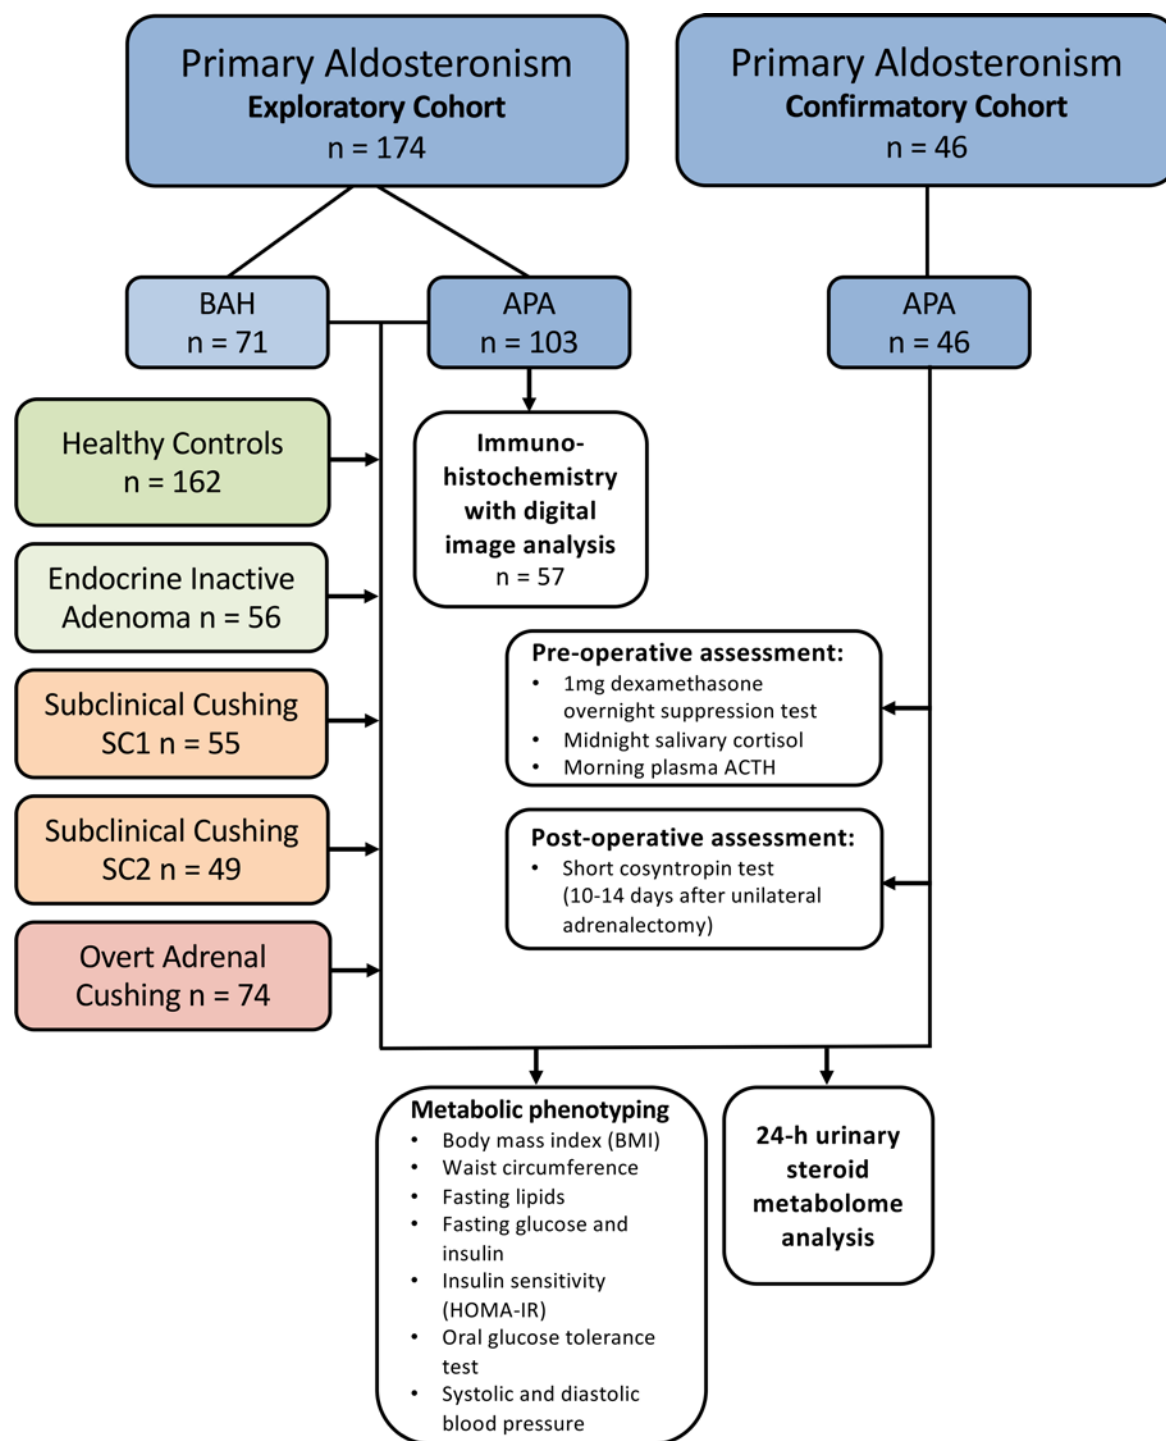 Primary Aldosteronism
Exploratory Cohort
n = 174
Primary Aldosteronism
Confirmatory Cohort
n = 46
BAH
n = 71
APA
n = 103
APA
n = 46
Healthy Controls
n = 162
Endocrine Inactive
Adenoma n = 56
Subclinical Cushing
SC1 n = 55
Subclinical Cushing
SC2 n = 49
Overt Adrenal
Cushing n = 74
Immuno-
histochemistry
with digital
image analysis
n = 57
Pre-operative assessment:
• 1mg dexamethasone
overnight suppression test
• Midnight salivary cortisol
• Morning plasma ACTH
Post-operative assessment:
• Short cosyntropin test
(10-14 days after unilateral
adrenalectomy)
Metabolic phenotyping
• Body mass index (BMI)
• Waist circumference
• Fasting lipids
• Fasting glucose and
insulin
• Insulin sensitivity
(HOMA-IR)
• Oral glucose tolerance
test
• Systolic and diastolic
blood pressure
24-h urinary
steroid
metabolome
analysis